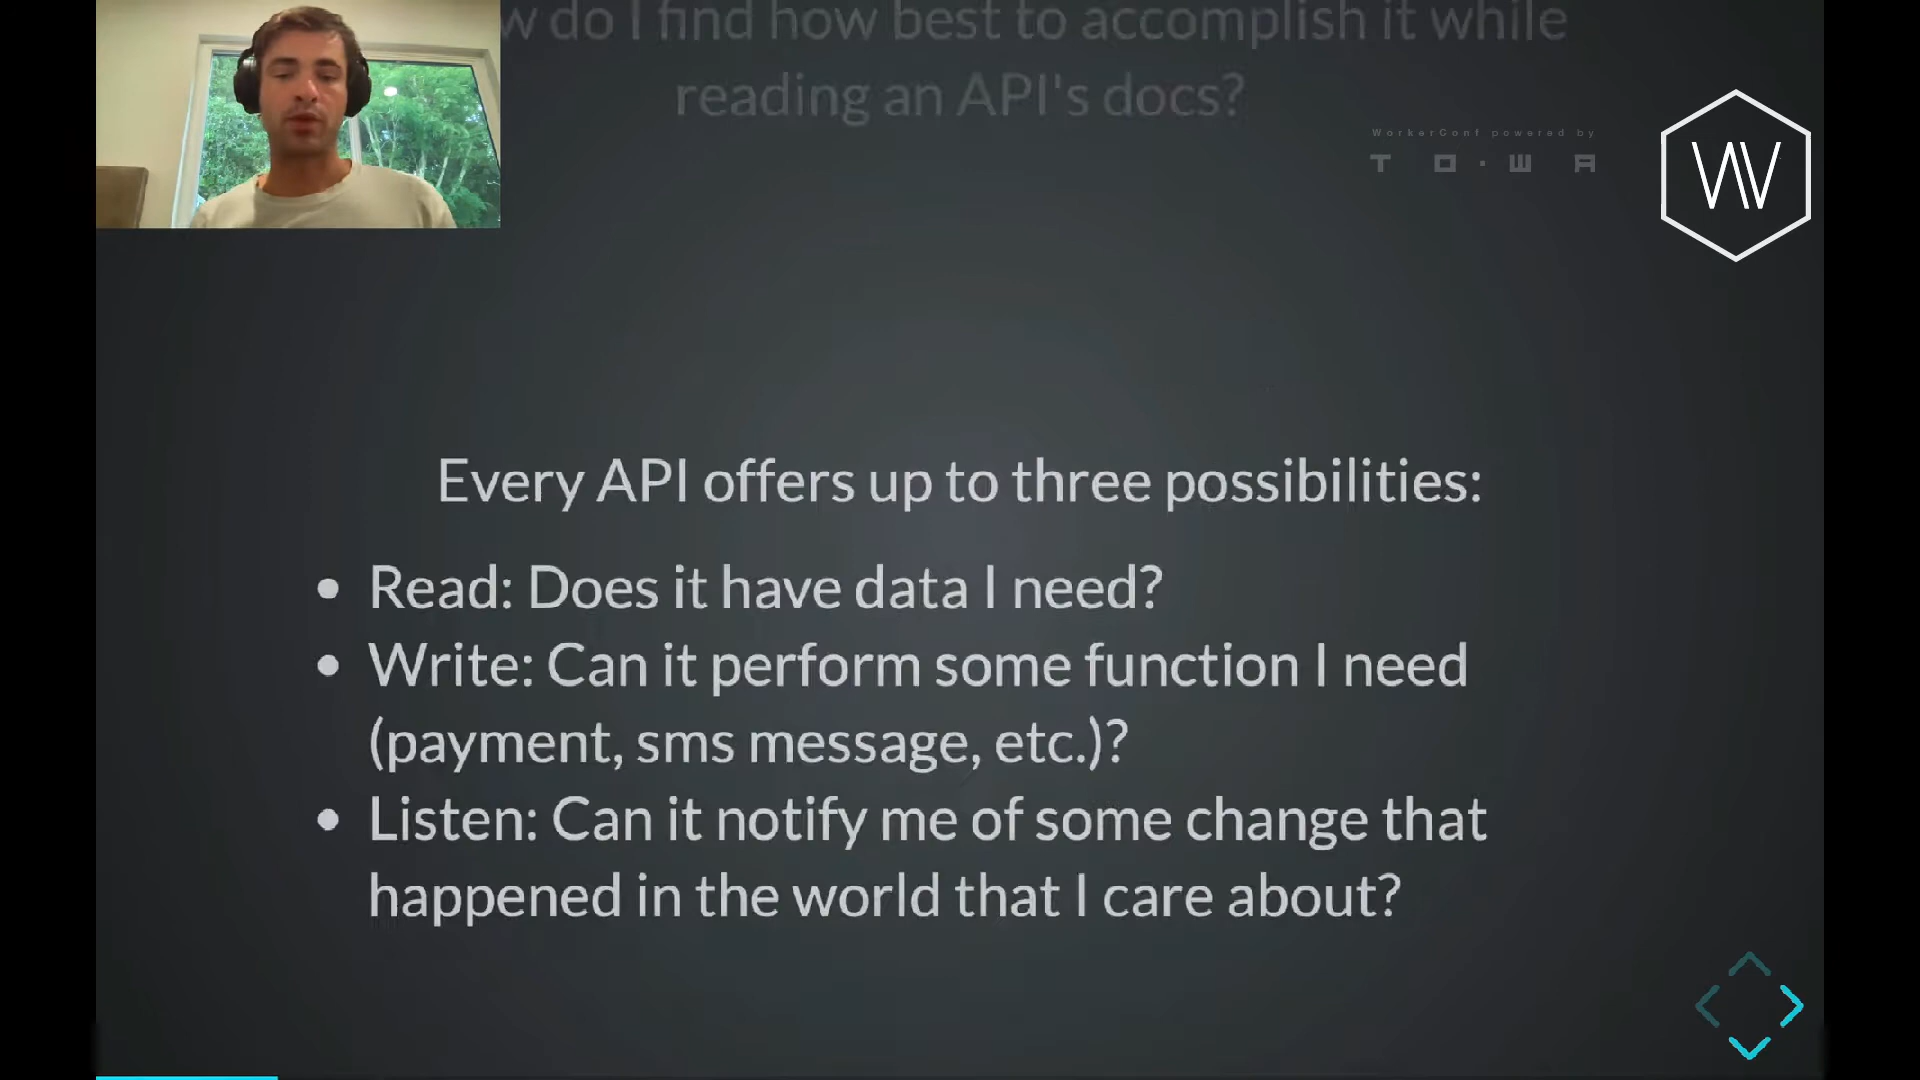 w do I find how best to accomplish it while
reading an API's docs?
WorkerConf powered by
TO·WA
W
Every API offers up to three possibilities:
• Read: Does it have data I need?
• Write: Can it perform some function I need
(payment, sms message, etc.)?
• Listen: Can it notify me of some change that
happened in the world that I care about?